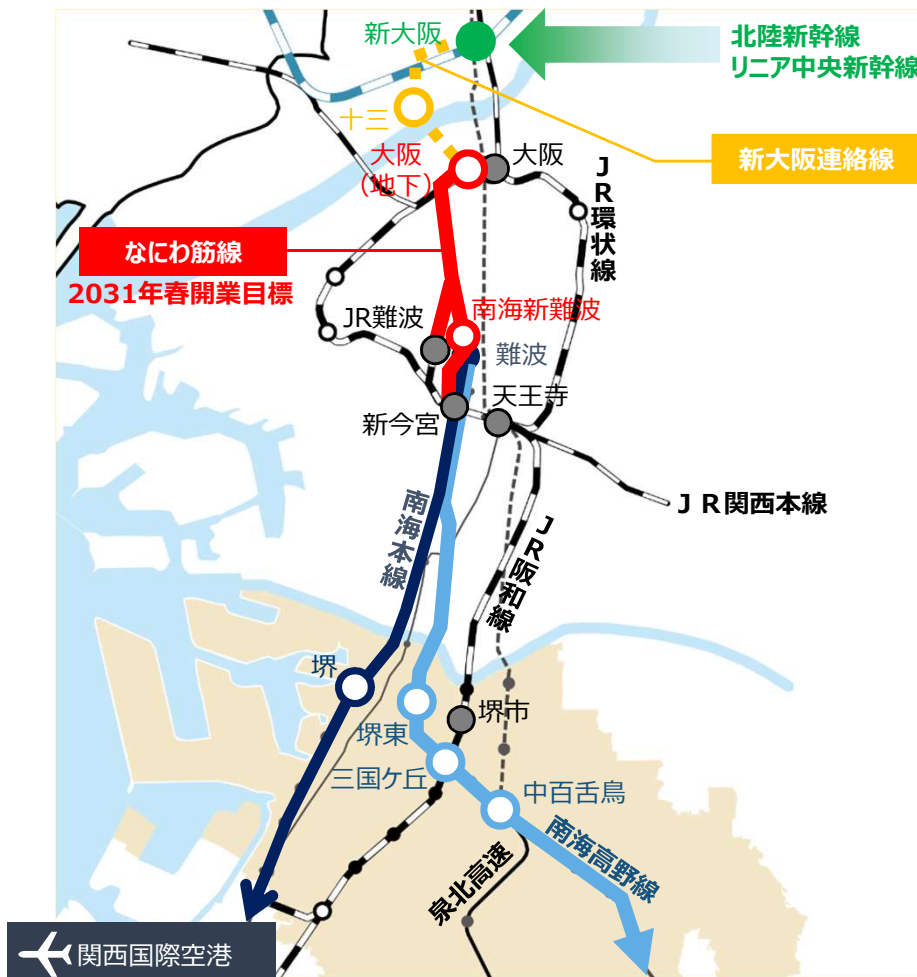 新大阪
北陸新幹線
リニア中央新幹線
十三
新大阪連絡線
大阪
(地下)
大阪
JR環状線
なにわ筋線
2031年春開業目標
南海新難波
JR難波
難波
天王寺
新今宮
JR関西本線
南海本線
JR阪和線
堺
堺市
堺東
三国ケ丘
中百舌鳥
南海高野線
泉北高速
関西国際空港